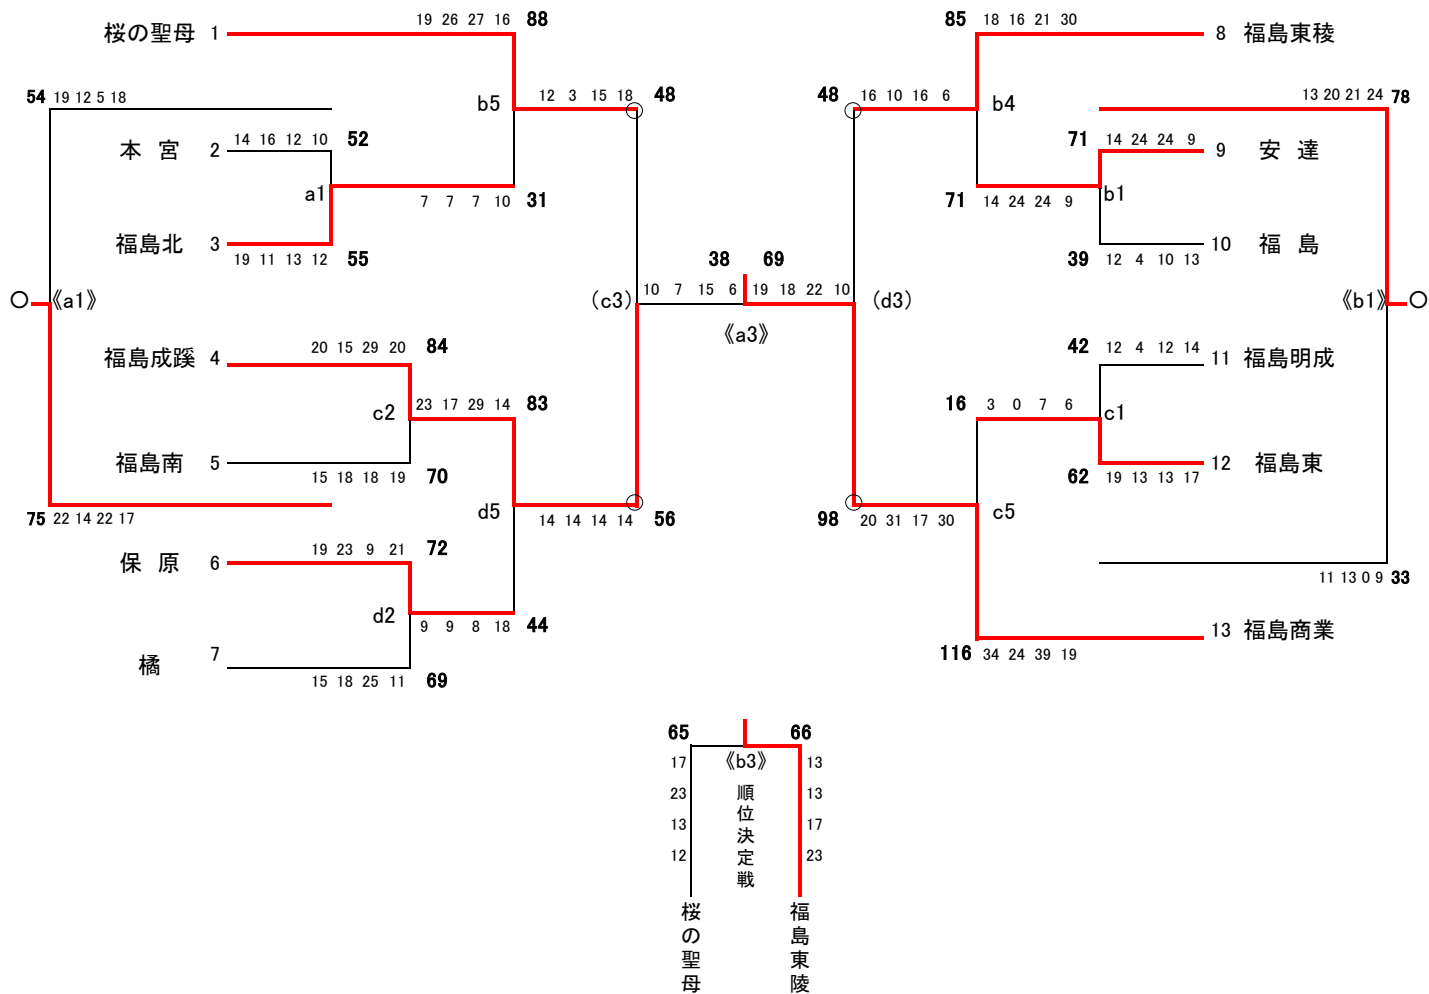 19 26 27 16 88
85 18 16 21 30
桜の聖母 1
8 福島東稜
54 19 12 5 18
b5
12 3 15 18 48
48 16 10 16 6
b4
13 20 21 24 78
本 宮 2
14 16 12 10 52
71 14 24 24 9
9 安 達
a1
7 7 7 10 31
71 14 24 24 9
b1
福島北 3
19 11 13 12 55
39 12 4 10 13
10 福 島
38 69
○ 《a1》
(c3)
10 7 15 6 19 18 22 10
(d3)
《b1》 ○
《a3》
福島成蹊 4
20 15 29 20 84
42 12 4 12 14
11 福島明成
c2
23 17 29 14 83
16 3 0 7 6
c1
福島南 5
15 18 18 19 70
62 19 13 13 17
12 福島東
75 22 14 22 17
d5
14 14 14 14 56
98 20 31 17 30
c5
保 原 6
19 23 9 21 72
11 13 0 9 33
d2
9 9 8 18 44
13 福島商業
橘 7
15 18 25 11 69
116 34 24 39 19
65 66
17 《b3》 13
23 13
13 17
12 23
順位決定戦
桜の聖母
福島東陵